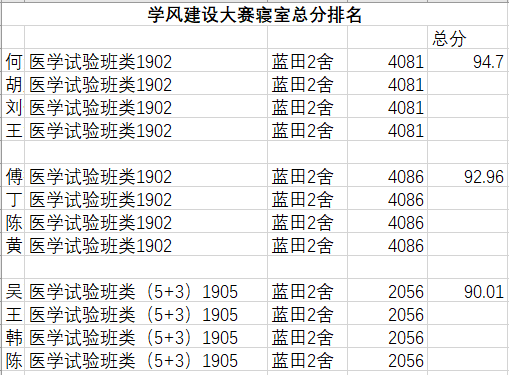 学风建设大赛寝室总分排名
总分
何 医学试验班类1902 蓝田2舍 4081 94.7
胡 医学试验班类1902 蓝田2舍 4081
刘 医学试验班类1902 蓝田2舍 4081
王 医学试验班类1902 蓝田2舍 4081
傅 医学试验班类1902 蓝田2舍 4086 92.96
丁 医学试验班类1902 蓝田2舍 4086
陈 医学试验班类1902 蓝田2舍 4086
黄 医学试验班类1902 蓝田2舍 4086
吴 医学试验班类（5+3）1905 蓝田2舍 2056 90.01
王 医学试验班类（5+3）1905 蓝田2舍 2056
韩 医学试验班类（5+3）1905 蓝田2舍 2056
陈 医学试验班类（5+3）1905 蓝田2舍 2056